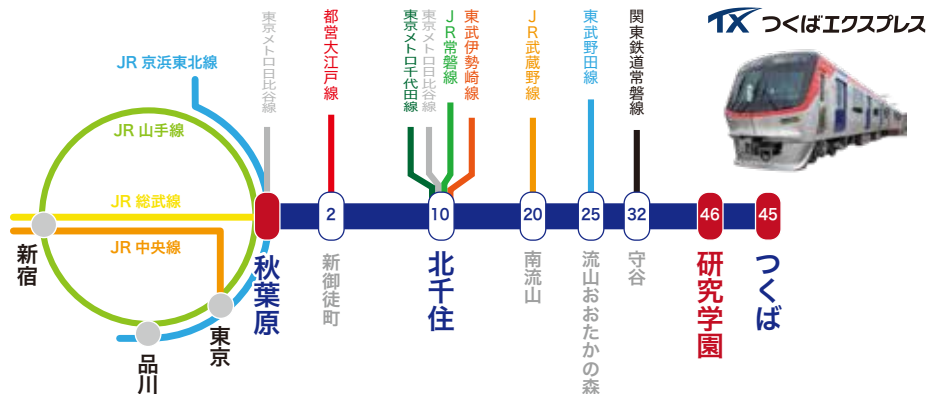 つくばエクスプレス
JR 京浜東北線
東京メトロ日比谷線
都営大江戸線
東京メトロ千代田線
東京メトロ日比谷線
JR常磐線
東武伊勢崎線
JR武蔵野線
東武野田線
関東鉄道常磐線
JR 山手線
JR 総武線
JR 中央線
2
10
20
25
32
46
45
新宿
品川
東京
秋葉原
新御徒町
北千住
南流山
流山おおたかの森
守谷
研究学園
つくば